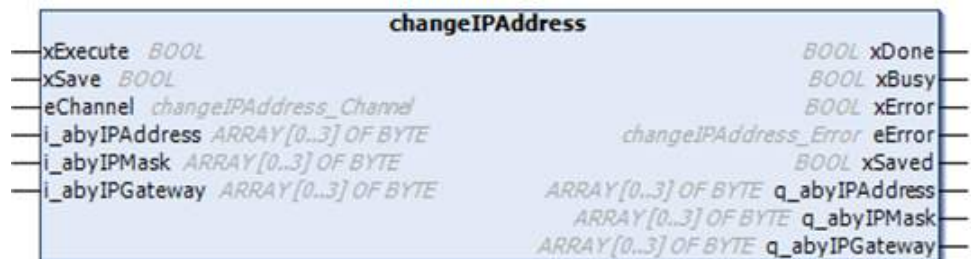 changeIPAddress
xExecute BOOL BOOL xDone
xSave BOOL BOOL xBusy
eChannel changeIPAddress_Channel BOOL xError
i_abyIPAddress ARRAY [0..3] OF BYTE changeIPAddress_Error eError
i_abyIPMask ARRAY [0..3] OF BYTE BOOL xSaved
i_abyIPGateway ARRAY [0..3] OF BYTE ARRAY [0..3] OF BYTE q_abyIPAddress
ARRAY [0..3] OF BYTE q_abyIPMask
ARRAY [0..3] OF BYTE q_abyIPGateway